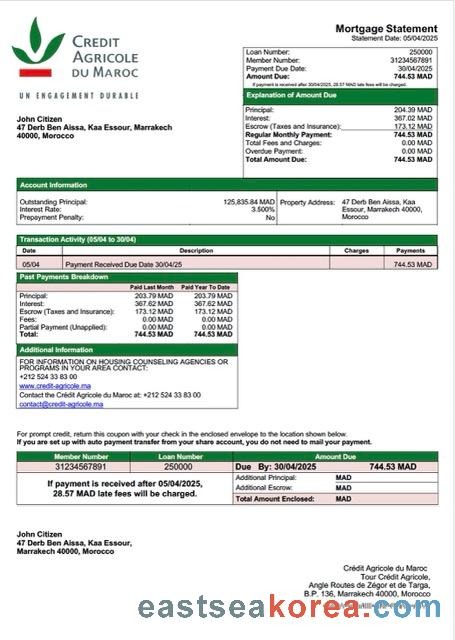 CREDIT
AGRICOLE
DU MAROC
UN ENGAGEMENT DURABLE
Mortgage Statement
Statement Date: 05/04/2025
Loan Number: 250000
Member Number: 31234567891
Payment Due Date: 30/04/2025
Amount Due: 744.53 MAD
If payment is received after 30/04/2025, 28.57 MAD late fees will be charged.
Explanation of Amount Due
Principal: 204.39 MAD
Interest: 367.02 MAD
Escrow (Taxes and Insurance): 173.12 MAD
Regular Monthly Payment: 744.53 MAD
Total Fees and Charges: 0.00 MAD
Overdue Payment: 0.00 MAD
Total Amount Due: 744.53 MAD
John Citizen
47 Derb Ben Aissa, Kaa Essour, Marrakech
40000, Morocco
Account Information
Outstanding Principal: 125,835.84 MAD
Interest Rate: 3.500%
Prepayment Penalty: No
Property Address: 47 Derb Ben Aissa, Kaa
Essour, Marrakech 40000,
Morocco
Transaction Activity (05/04 to 30/04)
Date Description Charges Payments
05/04 Payment Received Due Date 30/04/25 744.53 MAD
Past Payments Breakdown
Paid Last Month Paid Year To Date
Principal: 203.79 MAD 203.79 MAD
Interest: 367.62 MAD 367.62 MAD
Escrow (Taxes and Insurance): 173.12 MAD 173.12 MAD
Fees: 0.00 MAD 0.00 MAD
Partial Payment (Unapplied): 0.00 MAD 0.00 MAD
Total: 744.53 MAD 744.53 MAD
Additional Information
FOR INFORMATION ON HOUSING COUNSELING AGENCIES OR
PROGRAMS IN YOUR AREA CONTACT:
+212 524 33 83 00
www.credit-agricole.ma
Contact the Crédit Agricole du Maroc at: +212 524 33 83 00
contact@credit-agricole.ma
For prompt credit, return this coupon with your check in the enclosed envelope to the location shown below.
If you are set up with auto payment transfer from your share account, you do not need to mail your payment.
Member Number Loan Number Amount Due
31234567891 250000 Due By: 30/04/2025 744.53 MAD
If payment is received after 05/04/2025,
28.57 MAD late fees will be charged.
Additional Principal: MAD
Additional Escrow: MAD
Total Amount Enclosed: MAD
John Citizen
47 Derb Ben Aissa, Kaa Essour,
Marrakech 40000, Morocco
Crédit Agricole du Maroc
Tour Crédit Agricole,
Angle Routes de Zégor et de Targa,
B.P. 136, Marrakech 40000, Morocco
eastseakorea.com